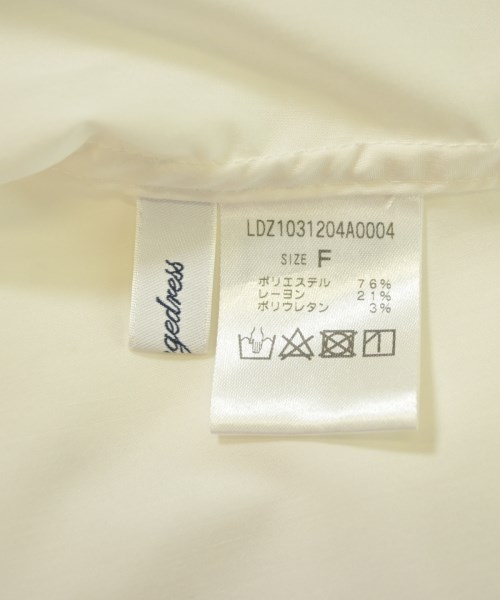 LDZ1031204A0004
SIZE F
ポリエステル 76%
レーヨン 21%
ポリウレタン 3%
gedress